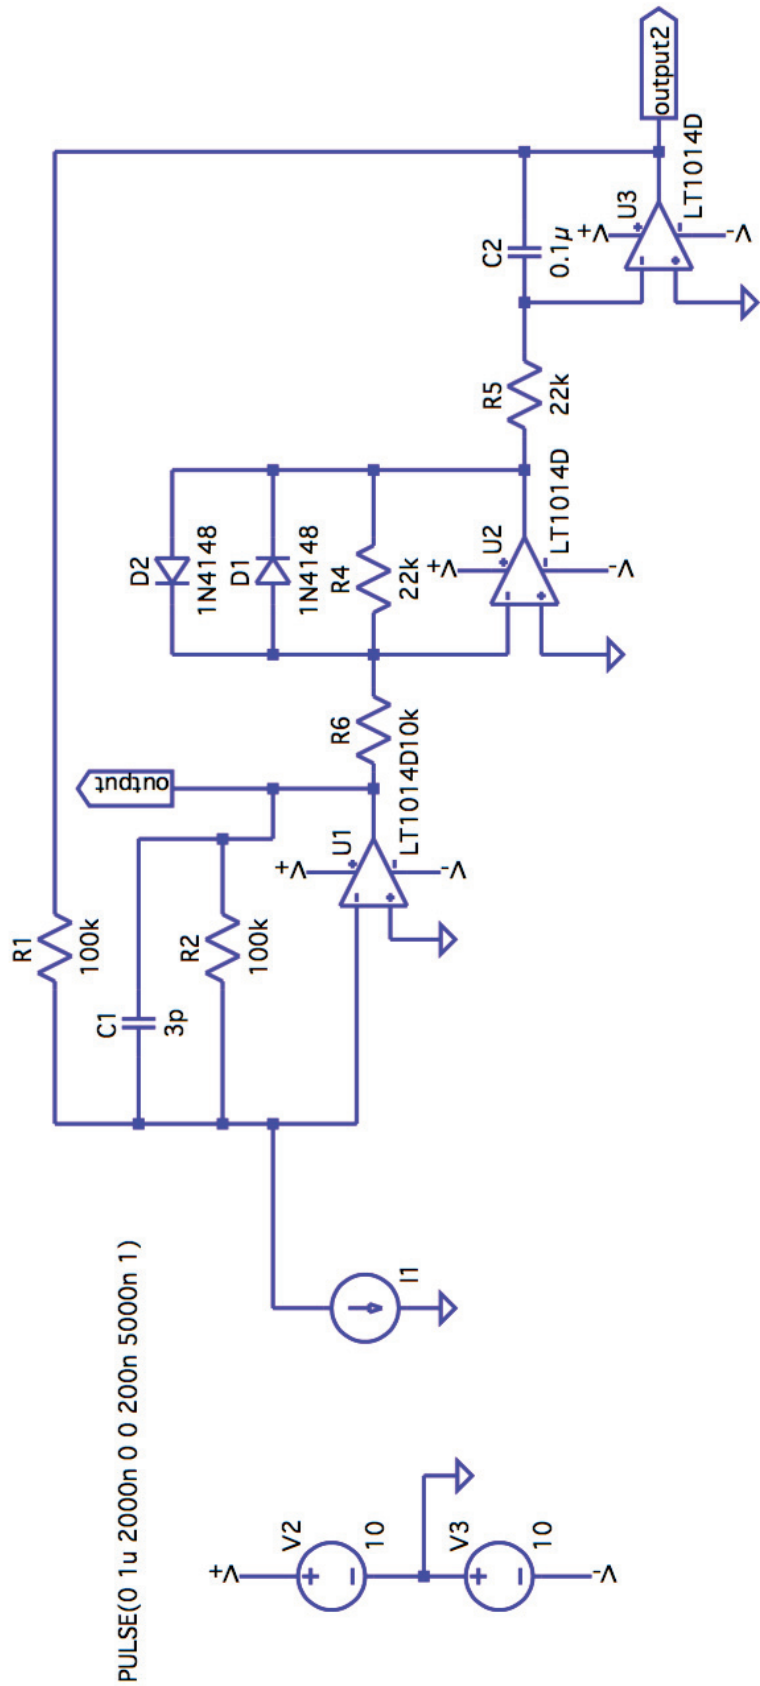 PULSE(0 1u 2000n 0 0 200n 5000n 1)
R1
100k
C1
3p
R2
100k
output
U1
V+
V-
LT1014D
R6
10k
D2
1N4148
D1
1N4148
R4
22k
U2
V+
V-
LT1014D
R5
22k
C2
0.1µ
U3
V+
V-
LT1014D
output2
I1
V+
V2
10
V3
10
V-